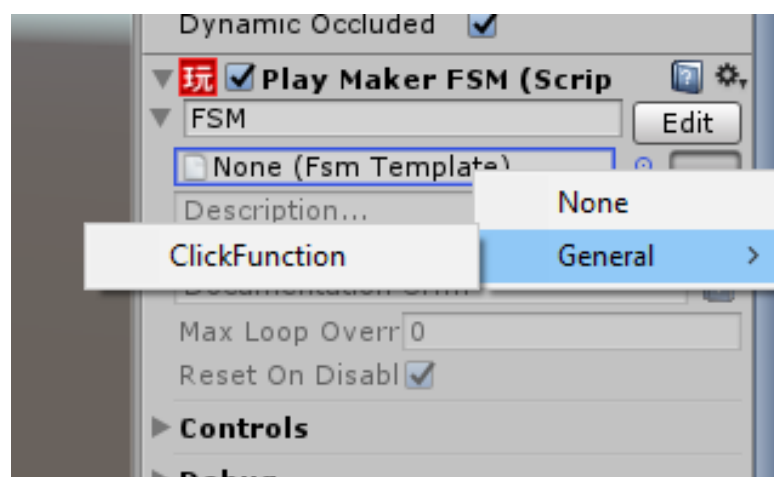 Dynamic Occluded
玩 Play Maker FSM (Scrip
FSM
Edit
None (Fsm Template)
None
Description...
ClickFunction
General
Max Loop Overr 0
Reset On Disabl
Controls